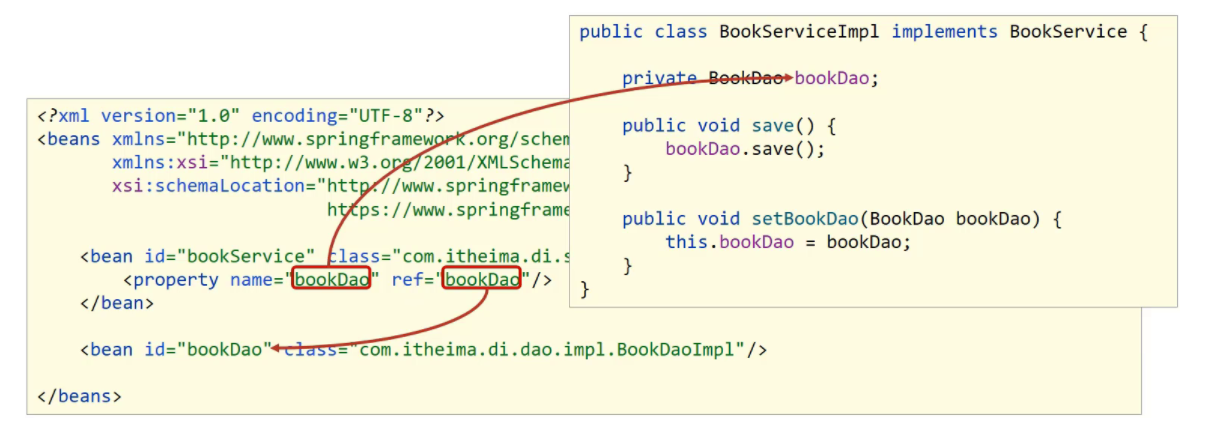 public class BookServiceImpl implements BookService {
private BookDao bookDao;
public void save() {
bookDao.save();
}
public void setBookDao(BookDao bookDao) {
this.bookDao = bookDao;
}
}
<?xml version="1.0" encoding="UTF-8"?>
<beans xmlns="http://www.springframework.org/schem
xmlns:xsi="http://www.w3.org/2001/XMLSchema
xsi:schemaLocation="http://www.springframew
https://www.springframe
<bean id="bookService" class="com.itheima.di.s
<property name="bookDao" ref="bookDao"/>
</bean>
<bean id="bookDao" class="com.itheima.di.dao.impl.BookDaoImpl"/>
</beans>